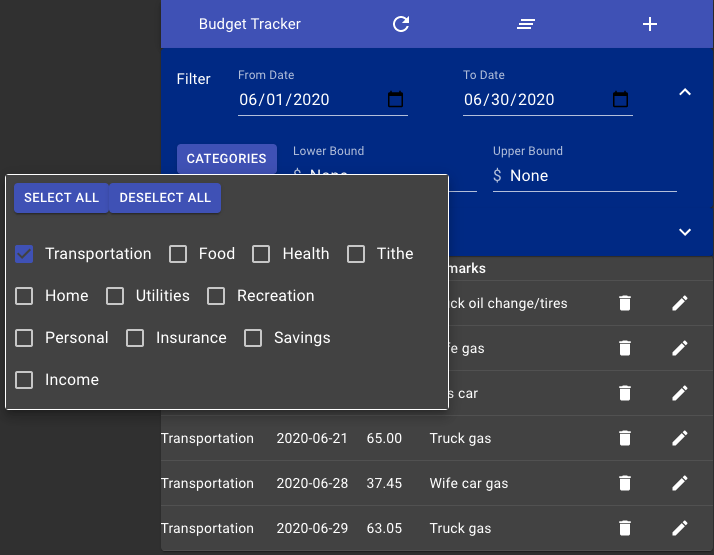 Budget Tracker
Filter
From Date
To Date
06/01/2020
06/30/2020
CATEGORIES
Lower Bound
Upper Bound
$ None
$ None
SELECT ALL DESELECT ALL
Transportation Food Health Tithe
Home Utilities Recreation
Personal Insurance Savings
Income
marks
ck oil change/tires
fe gas
s car
Transportation 2020-06-21 65.00 Truck gas
Transportation 2020-06-28 37.45 Wife car gas
Transportation 2020-06-29 63.05 Truck gas